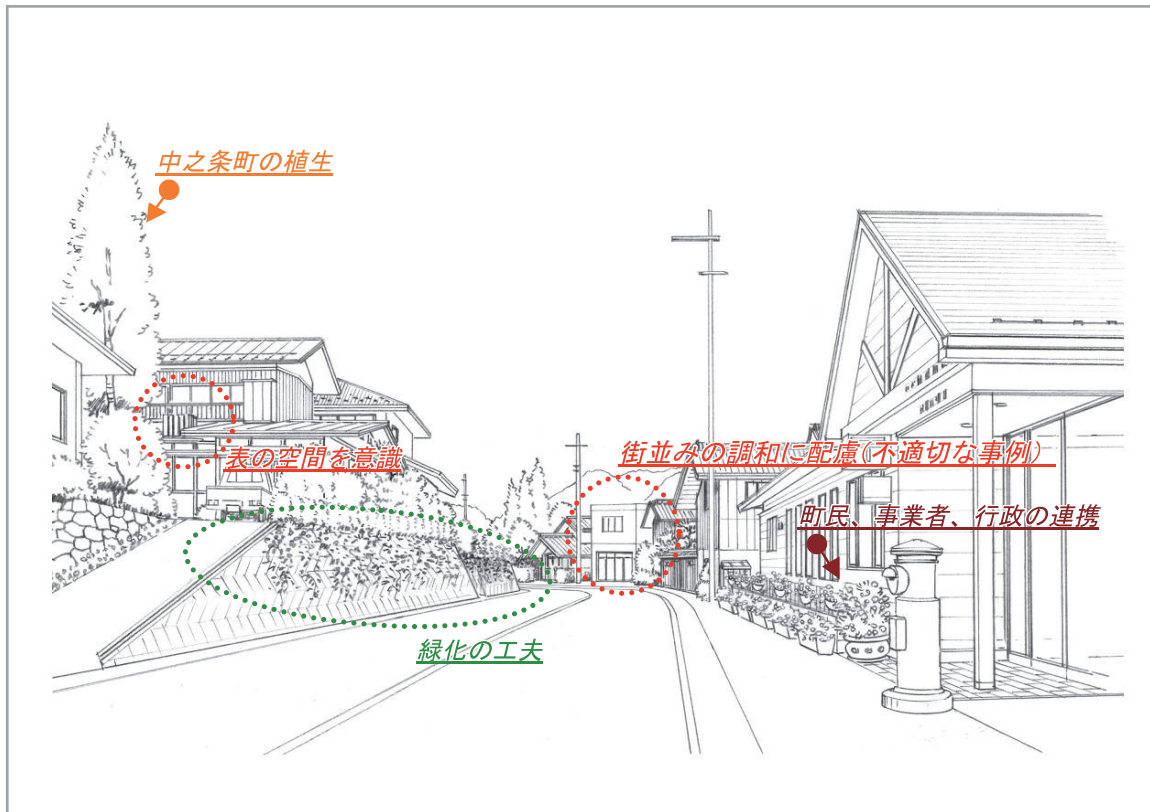 中之条町の植生
表の空間を意識
街並みの調和に配慮（不適切な事例）
町民、事業者、行政の連携
緑化の工夫